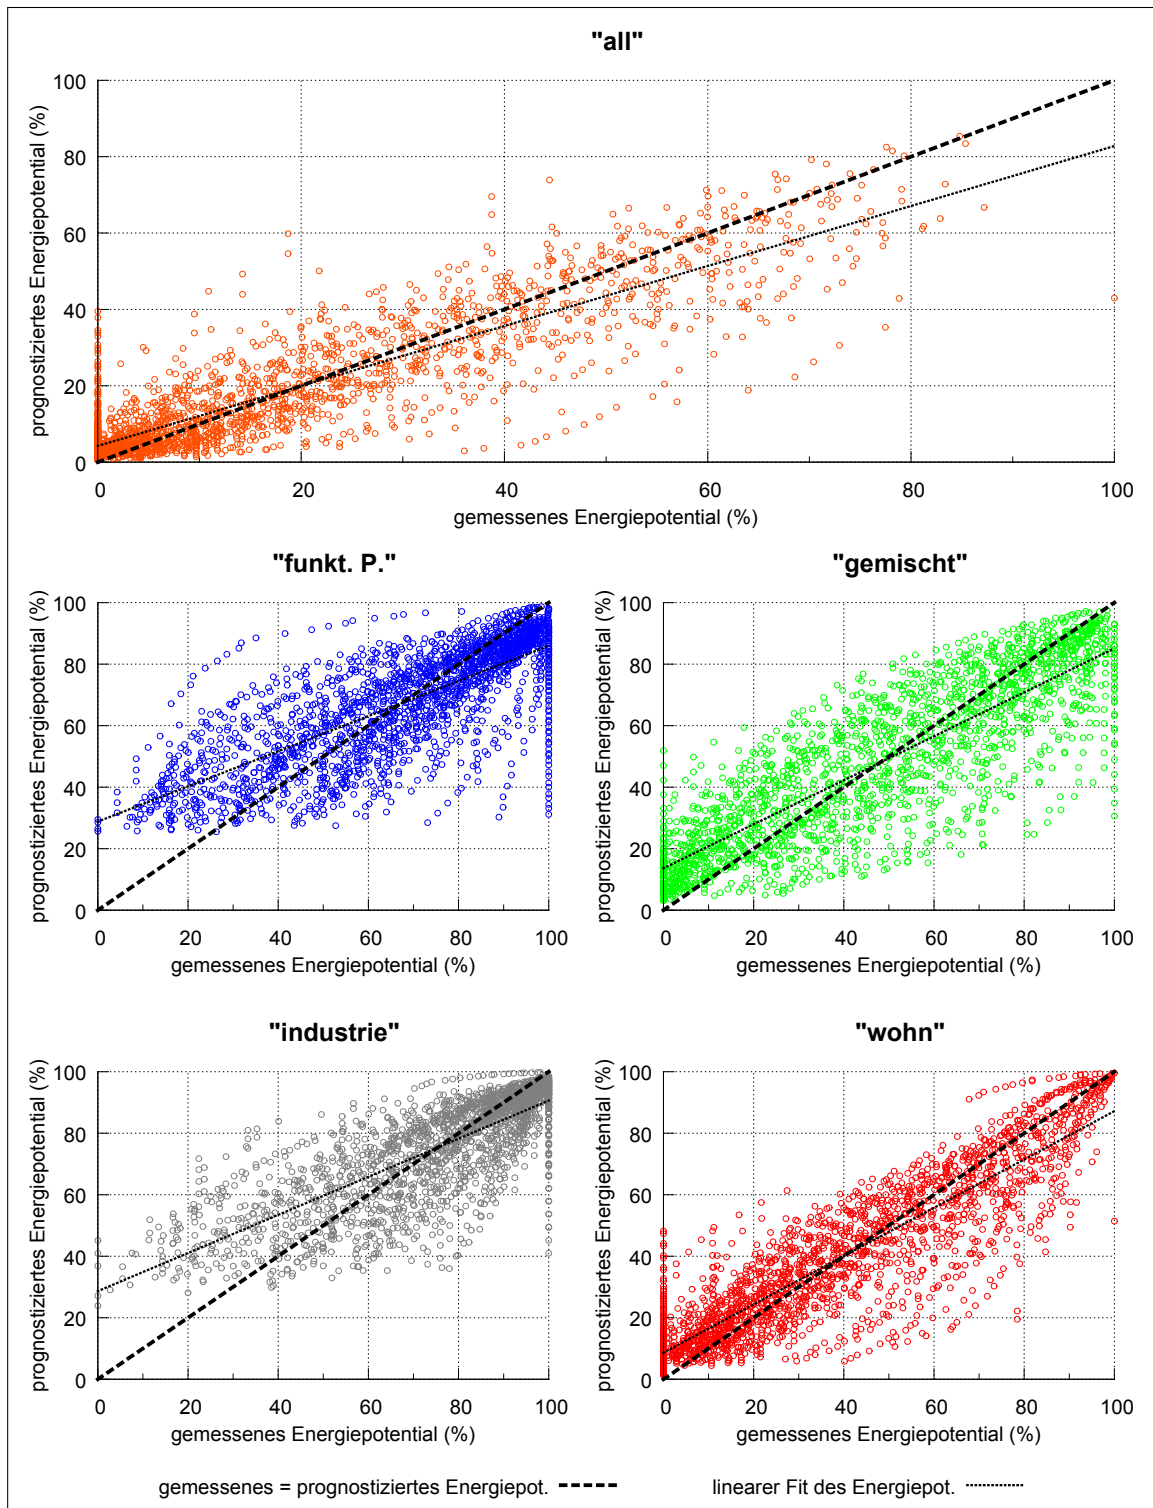 "all"
prognostiziertes Energiepotential (%)
100
80
60
40
20
0
0 20 40 60 80 100
gemessenes Energiepotential (%)
"funkt. P."
prognostiziertes Energiepotential (%)
100
80
60
40
20
0
0 20 40 60 80 100
gemessenes Energiepotential (%)
"gemischt"
prognostiziertes Energiepotential (%)
100
80
60
40
20
0
0 20 40 60 80 100
gemessenes Energiepotential (%)
"industrie"
prognostiziertes Energiepotential (%)
100
80
60
40
20
0
0 20 40 60 80 100
gemessenes Energiepotential (%)
"wohn"
prognostiziertes Energiepotential (%)
100
80
60
40
20
0
0 20 40 60 80 100
gemessenes Energiepotential (%)
gemessenes = prognostiziertes Energiepot.
linearer Fit des Energiepot.